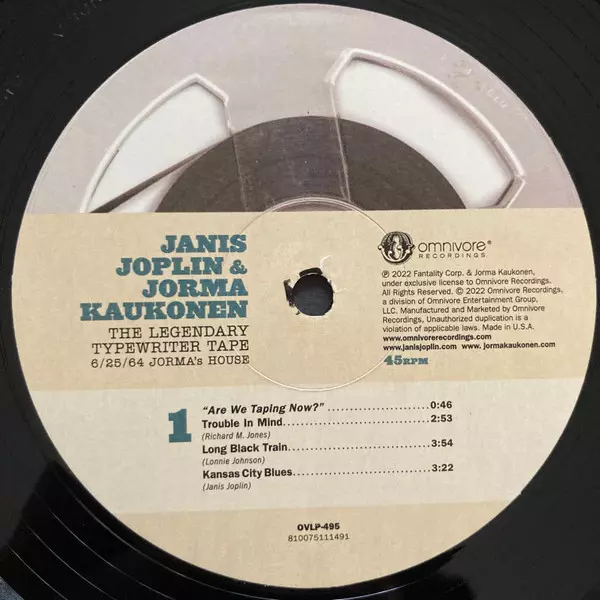 JANIS
JOPLIN &
JORMA
KAUKONEN
THE LEGENDARY
TYPEWRITER TAPE
6/25/64 JORMA'S HOUSE
omnivore®
RECORDINGS
℗ 2022 Fantality Corp. & Jorma Kaukonen,
under exclusive license to Omnivore Recordings.
All Rights Reserved. © 2022 Omnivore Recordings,
a division of Omnivore Entertainment Group,
LLC. Manufactured and Marketed by Omnivore
Recordings, Unauthorized duplication is a
violation of applicable laws. Made in U.S.A.
www.omnivorerecordings.com
www.janisjoplin.com www.jormakaukonen.com
45RPM
1
"Are We Taping Now?" ........................ 0:46
Trouble In Mind.................................2:53
(Richard M. Jones)
Long Black Train................................3:54
(Lonnie Johnson)
Kansas City Blues...............................3:22
(Janis Joplin)
OVLP-495
810075111491